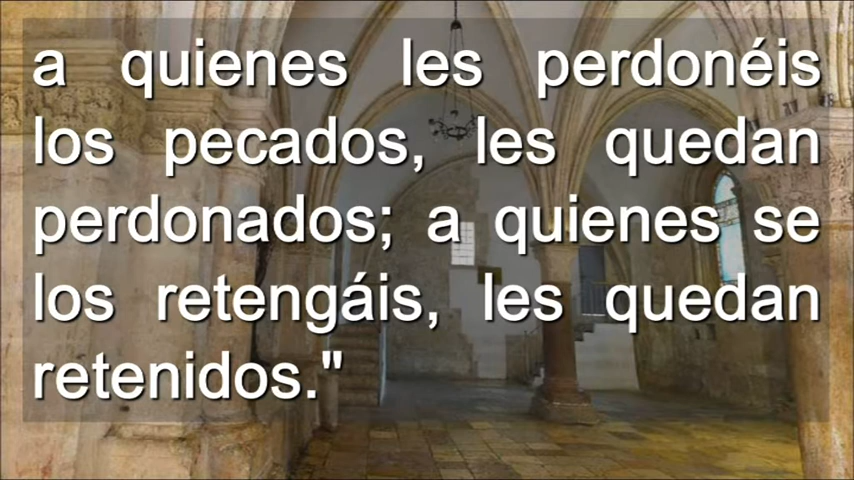 a quienes les perdonéis
los pecados, les quedan
perdonados; a quienes se
los retengáis, les quedan
retenidos."